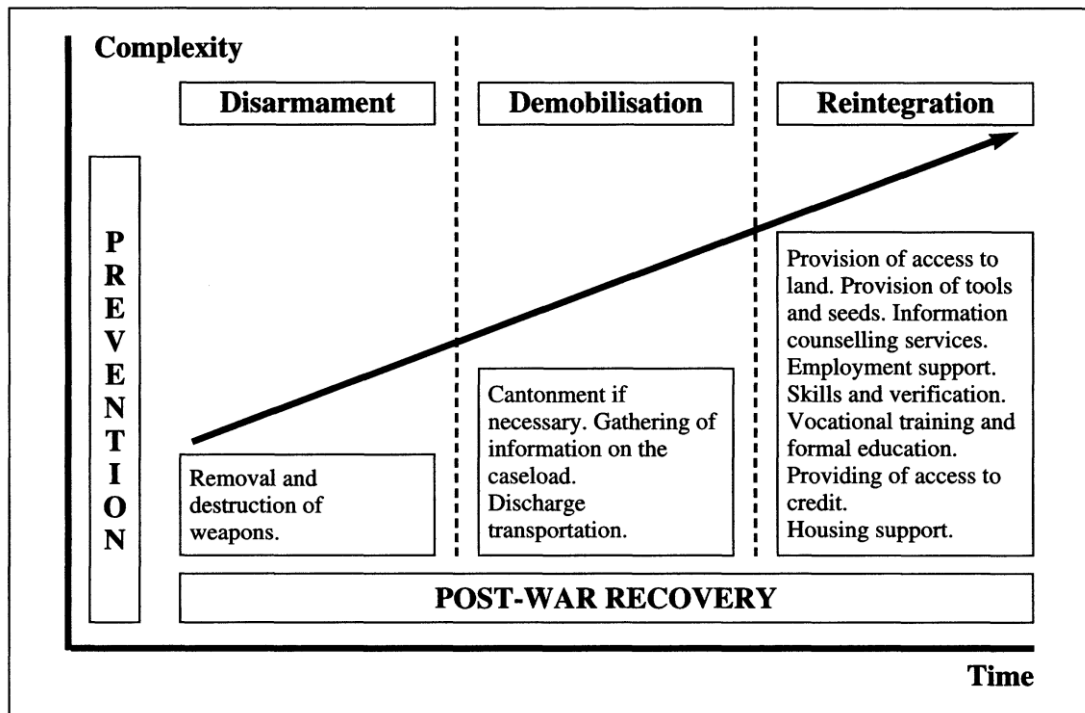 Complexity
Disarmament
Demobilisation
Reintegration
PREVENTION
Removal and
destruction of
weapons.
Cantonment if
necessary. Gathering of
information on the
caseload.
Discharge
transportation.
Provision of access to
land. Provision of tools
and seeds. Information
counselling services.
Employment support.
Skills and verification.
Vocational training and
formal education.
Providing of access to
credit.
Housing support.
POST-WAR RECOVERY
Time